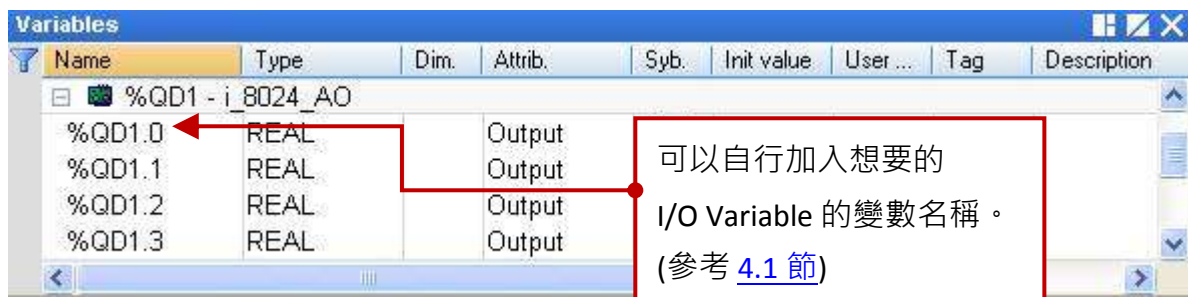 Variables
Name Type Dim. Attrib. Syb. Init value User ... Tag Description
%QD1 - i_8024_AO
%QD1.0 REAL Output
%QD1.1 REAL Output
%QD1.2 REAL Output
%QD1.3 REAL Output
可以自行加入想要的
I/O Variable 的變數名稱。
(參考 4.1 節)